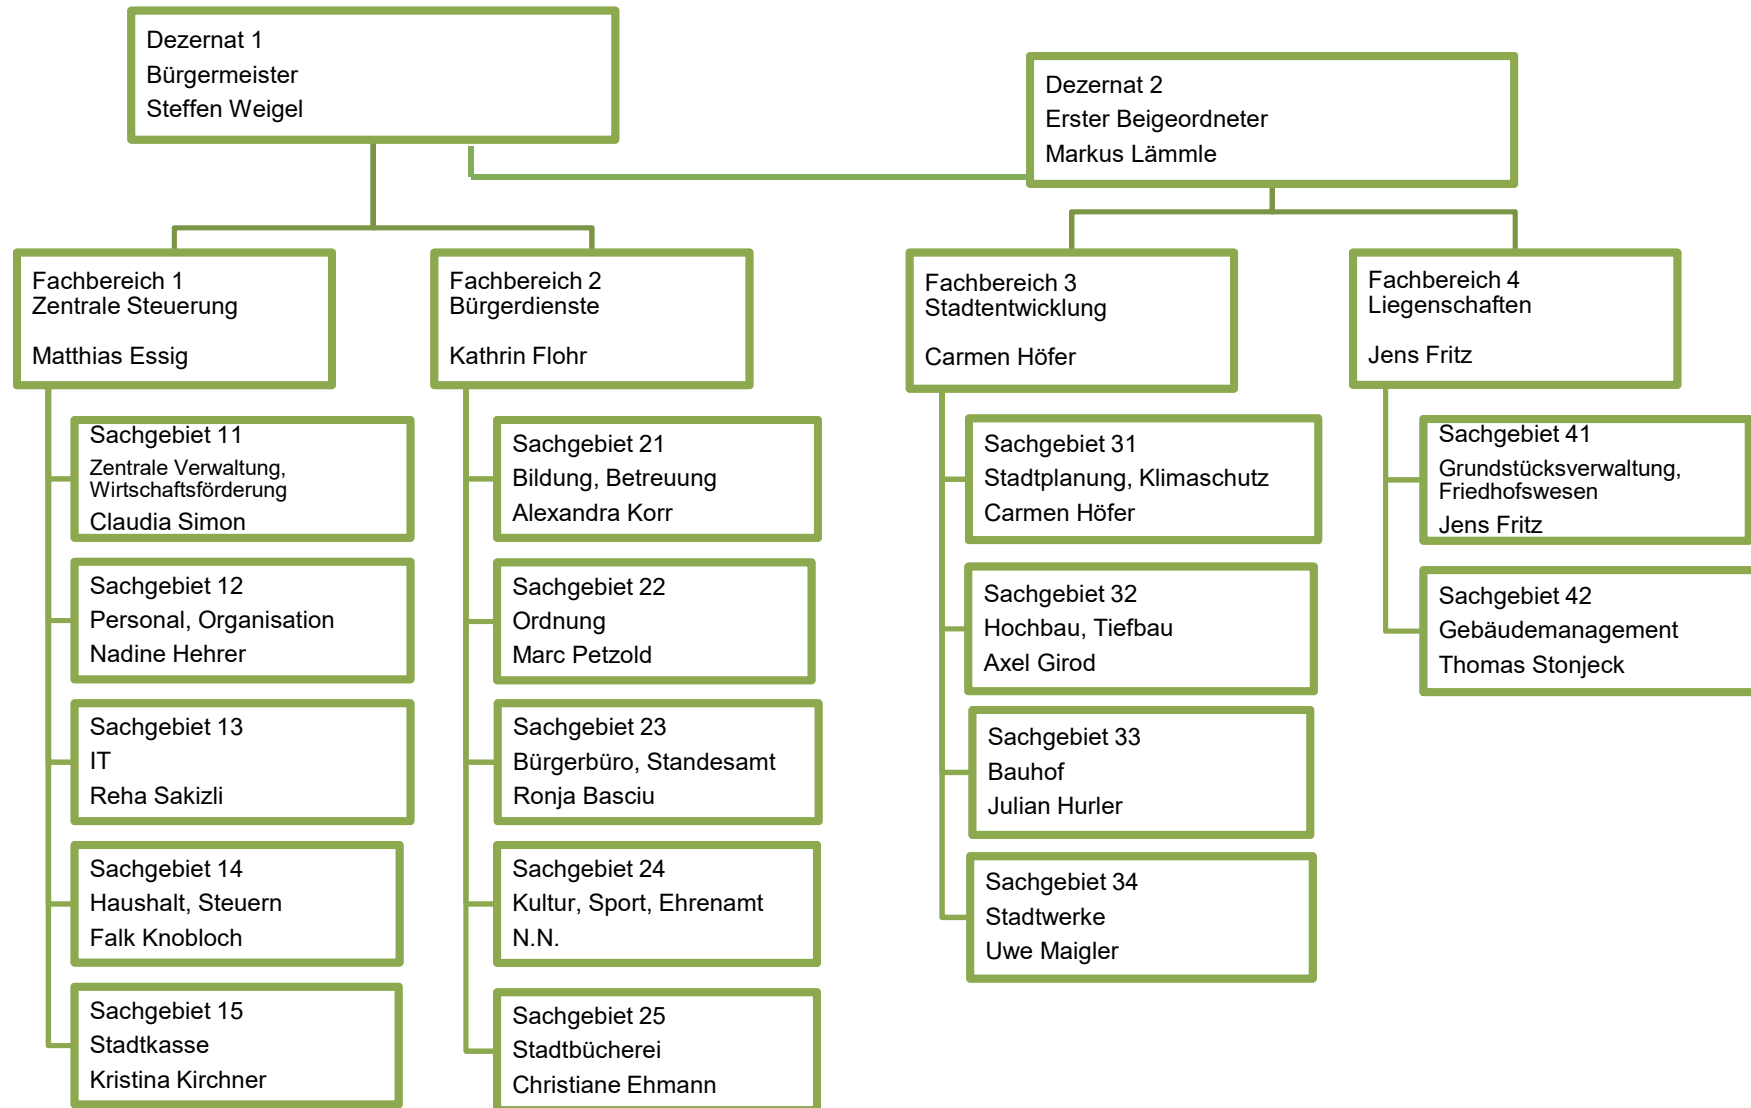 Dezernat 1
Bürgermeister
Steffen Weigel
Dezernat 2
Erster Beigeordneter
Markus Lämmle
Fachbereich 1
Zentrale Steuerung
Matthias Essig
Sachgebiet 11
Zentrale Verwaltung,
Wirtschaftsförderung
Claudia Simon
Sachgebiet 12
Personal, Organisation
Nadine Hehrer
Sachgebiet 13
IT
Reha Sakizli
Sachgebiet 14
Haushalt, Steuern
Falk Knobloch
Sachgebiet 15
Stadtkasse
Kristina Kirchner
Fachbereich 2
Bürgerdienste
Kathrin Flohr
Sachgebiet 21
Bildung, Betreuung
Alexandra Korr
Sachgebiet 22
Ordnung
Marc Petzold
Sachgebiet 23
Bürgerbüro, Standesamt
Ronja Basciu
Sachgebiet 24
Kultur, Sport, Ehrenamt
N.N.
Sachgebiet 25
Stadtbücherei
Christiane Ehmann
Fachbereich 3
Stadtentwicklung
Carmen Höfer
Sachgebiet 31
Stadtplanung, Klimaschutz
Carmen Höfer
Sachgebiet 32
Hochbau, Tiefbau
Axel Girod
Sachgebiet 33
Bauhof
Julian Hurler
Sachgebiet 34
Stadtwerke
Uwe Maigler
Fachbereich 4
Liegenschaften
Jens Fritz
Sachgebiet 41
Grundstücksverwaltung,
Friedhofswesen
Jens Fritz
Sachgebiet 42
Gebäudemanagement
Thomas Stonjeck